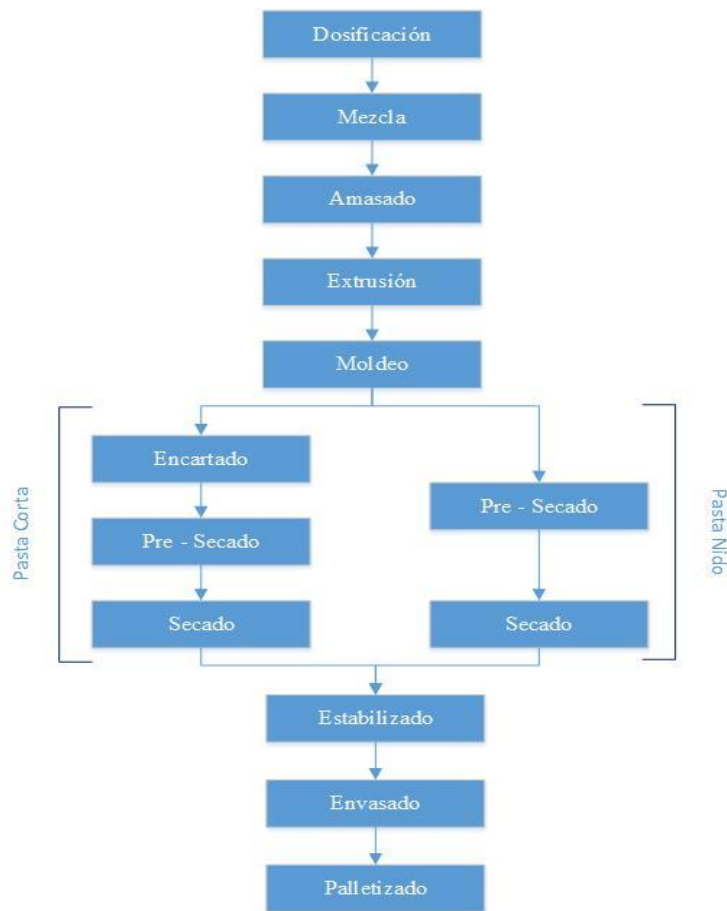 Dosificación
Mezcla
Amasado
Extrusión
Moldeo
Pasta Corta
Encartado
Pre - Secado
Secado
Pre - Secado
Secado
Pasta Nido
Estabilizado
Envasado
Palletizado